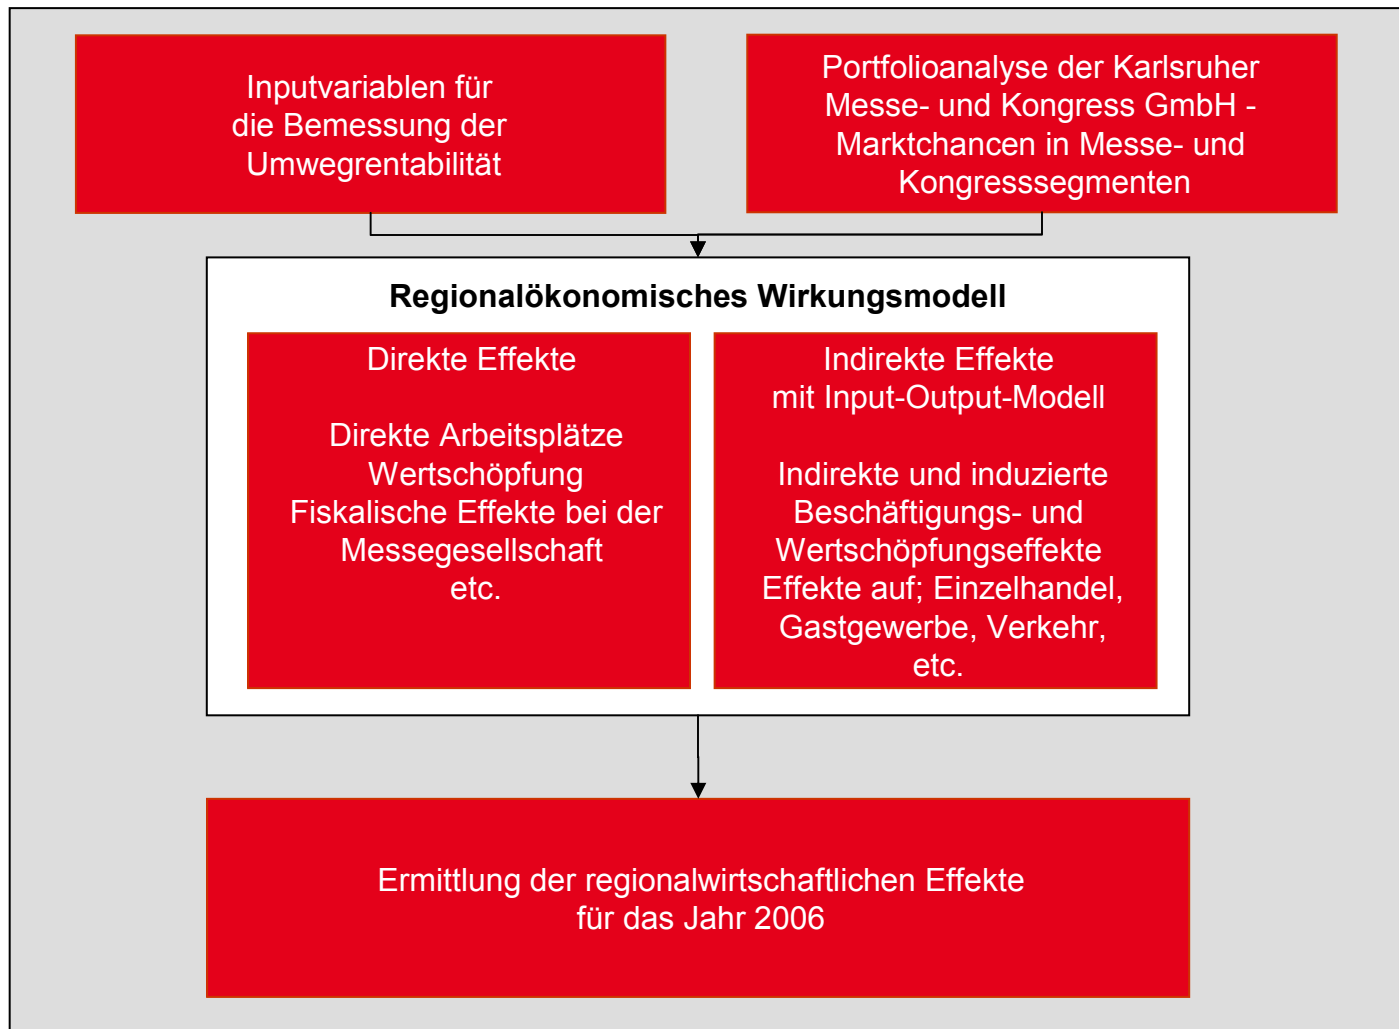 Inputvariablen für
die Bemessung der
Umwegrentabilität
Portfolioanalyse der Karlsruher
Messe- und Kongress GmbH -
Marktchancen in Messe- und
Kongresssegmenten
Regionalökonomisches Wirkungsmodell
Direkte Effekte
Direkte Arbeitsplätze
Wertschöpfung
Fiskalische Effekte bei der
Messegesellschaft
etc.
Indirekte Effekte
mit Input-Output-Modell
Indirekte und induzierte
Beschäftigungs- und
Wertschöpfungseffekte
Effekte auf; Einzelhandel,
Gastgewerbe, Verkehr,
etc.
Ermittlung der regionalwirtschaftlichen Effekte
für das Jahr 2006